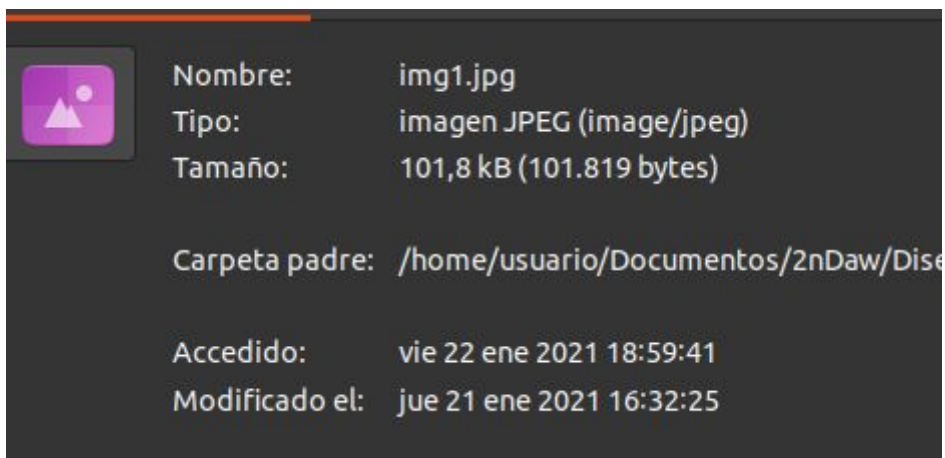 Nombre: img1.jpg
Tipo: imagen JPEG (image/jpeg)
Tamaño: 101,8 kB (101.819 bytes)
Carpeta padre: /home/usuario/Documentos/2nDaw/Dise
Accedido: vie 22 ene 2021 18:59:41
Modificado el: jue 21 ene 2021 16:32:25